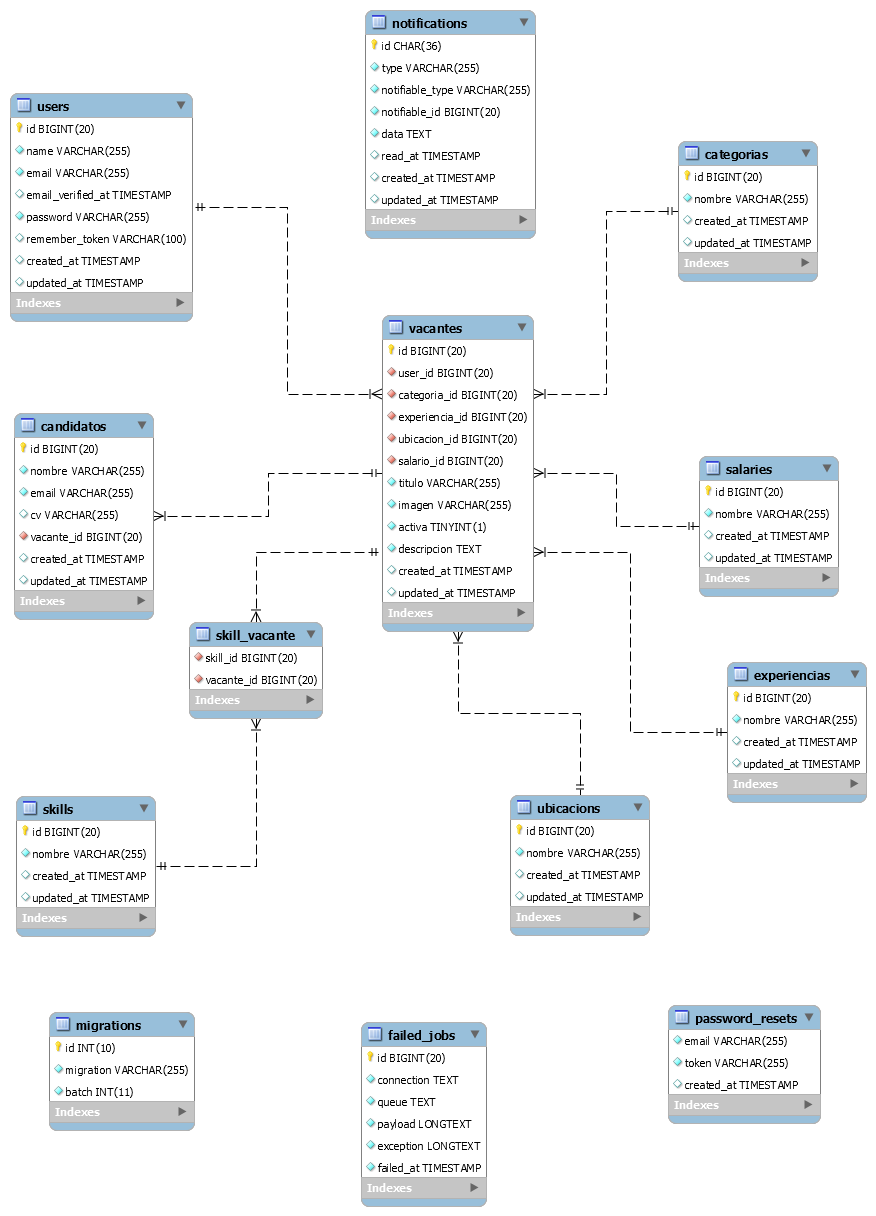 notifications
id CHAR(36)
type VARCHAR(255)
notifiable_type VARCHAR(255)
notifiable_id BIGINT(20)
data TEXT
read_at TIMESTAMP
created_at TIMESTAMP
updated_at TIMESTAMP
Indexes
users
id BIGINT(20)
name VARCHAR(255)
email VARCHAR(255)
email_verified_at TIMESTAMP
password VARCHAR(255)
remember_token VARCHAR(100)
created_at TIMESTAMP
updated_at TIMESTAMP
Indexes
categorias
id BIGINT(20)
nombre VARCHAR(255)
created_at TIMESTAMP
updated_at TIMESTAMP
Indexes
vacantes
id BIGINT(20)
user_id BIGINT(20)
categoria_id BIGINT(20)
experiencia_id BIGINT(20)
ubicacion_id BIGINT(20)
salario_id BIGINT(20)
titulo VARCHAR(255)
imagen VARCHAR(255)
activa TINYINT(1)
descripcion TEXT
created_at TIMESTAMP
updated_at TIMESTAMP
Indexes
candidatos
id BIGINT(20)
nombre VARCHAR(255)
email VARCHAR(255)
cv VARCHAR(255)
vacante_id BIGINT(20)
created_at TIMESTAMP
updated_at TIMESTAMP
Indexes
salaries
id BIGINT(20)
nombre VARCHAR(255)
created_at TIMESTAMP
updated_at TIMESTAMP
Indexes
skill_vacante
skill_id BIGINT(20)
vacante_id BIGINT(20)
Indexes
experiencias
id BIGINT(20)
nombre VARCHAR(255)
created_at TIMESTAMP
updated_at TIMESTAMP
Indexes
skills
id BIGINT(20)
nombre VARCHAR(255)
created_at TIMESTAMP
updated_at TIMESTAMP
Indexes
ubicacions
id BIGINT(20)
nombre VARCHAR(255)
created_at TIMESTAMP
updated_at TIMESTAMP
Indexes
migrations
id INT(10)
migration VARCHAR(255)
batch INT(11)
Indexes
failed_jobs
id BIGINT(20)
connection TEXT
queue TEXT
payload LONGTEXT
exception LONGTEXT
failed_at TIMESTAMP
Indexes
password_resets
email VARCHAR(255)
token VARCHAR(255)
created_at TIMESTAMP
Indexes